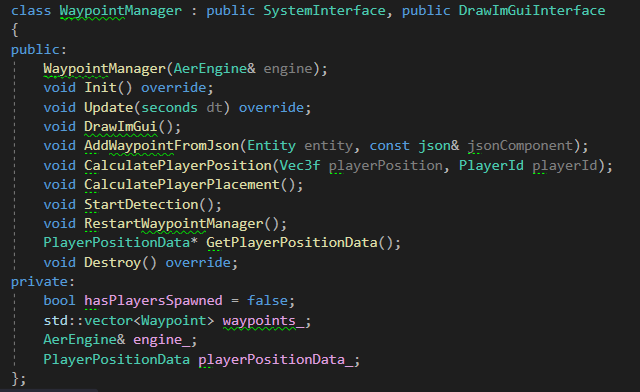 class WaypointManager : public SystemInterface, public DrawImGuiInterface
{
public:
WaypointManager(AerEngine& engine);
void Init() override;
void Update(seconds dt) override;
void DrawImGui();
void AddWaypointFromJson(Entity entity, const json& jsonComponent);
void CalculatePlayerPosition(Vec3f playerPosition, PlayerId playerId);
void CalculatePlayerPlacement();
void StartDetection();
void RestartWaypointManager();
PlayerPositionData* GetPlayerPositionData();
void Destroy() override;
private:
bool hasPlayersSpawned = false;
std::vector<Waypoint> waypoints_;
AerEngine& engine_;
PlayerPositionData playerPositionData_;
};